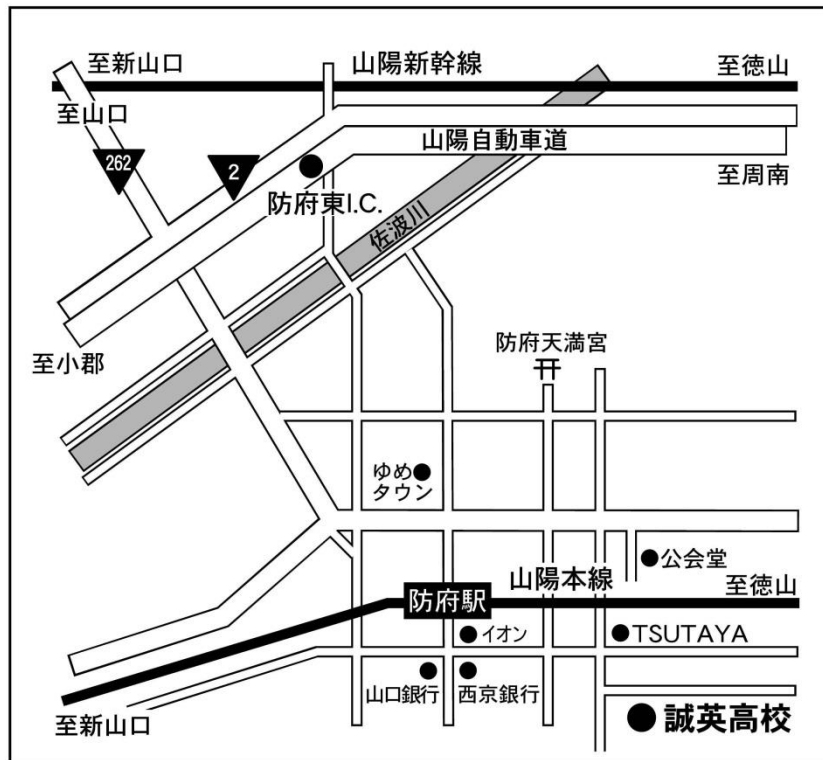 至新山口
山陽新幹線
至徳山
至山口
山陽自動車道
262
2
至周南
防府東I.C.
佐波川
至小郡
防府天満宮
ゆめ
タウン
公会堂
山陽本線
至徳山
防府駅
イオン
TSUTAYA
山口銀行
西京銀行
至新山口
誠英高校